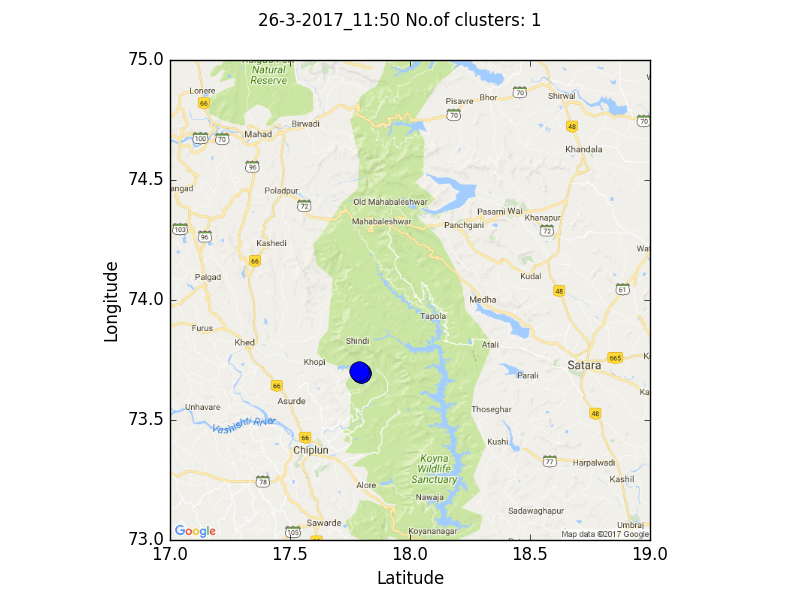 26-3-2017_11:50 No.of clusters: 1
75.0
Natural
Reserve
Lonere
66
Pisavre
Bhor
70
Shirwal
70
Birwadi
48
70
100
70
Mahad
Khandala
96
74.5
angad
Poladpur
72
Old Mahabaleshwar
Mahabaleshwar
Pasarni Wai
Khanapur
Panchgani
72
103
96
Kashedi
66
Palgad
Kudal
61
48
74.0
Medha
Tapola
Furus
Khed
Shindi
Atali
665
Khopi
Satara
Parali
66
Asurde
Unhavare
Thoseghar
48
73.5
Vashishti River
66
Chiplun
Kushi
77
Harpalwadi
Koyna
Wildlife
Sanctuary
78
Alore
Kashil
Nawaja
Sadawaghapur
Sawarde
Umbraj
Google
105
Koyananagar
Map data ©2017 Google
73.0
17.0 17.5 18.0 18.5 19.0
Latitude
Longitude